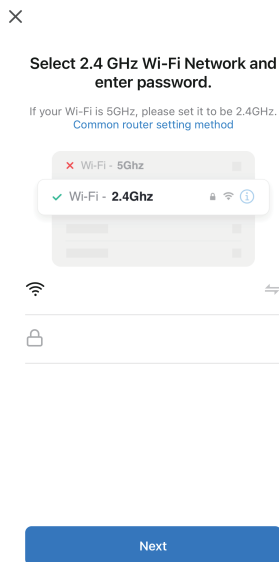 Select 2.4 GHz Wi-Fi Network and
enter password.
If your Wi-Fi is 5GHz, please set it to be 2.4GHz.
Common router setting method
Wi-Fi - 5Ghz
Wi-Fi - 2.4Ghz
Next